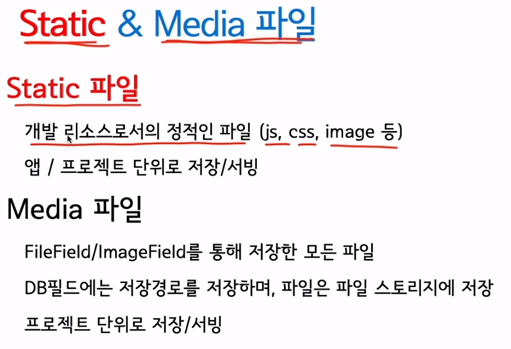 Static & Media 파일
Static 파일
개발 리소스로서의 정적인 파일 (js, css, image 등)
앱 / 프로젝트 단위로 저장/서빙
Media 파일
FileField/ImageField를 통해 저장한 모든 파일
DB필드에는 저장경로를 저장하며, 파일은 파일 스토리지에 저장
프로젝트 단위로 저장/서빙